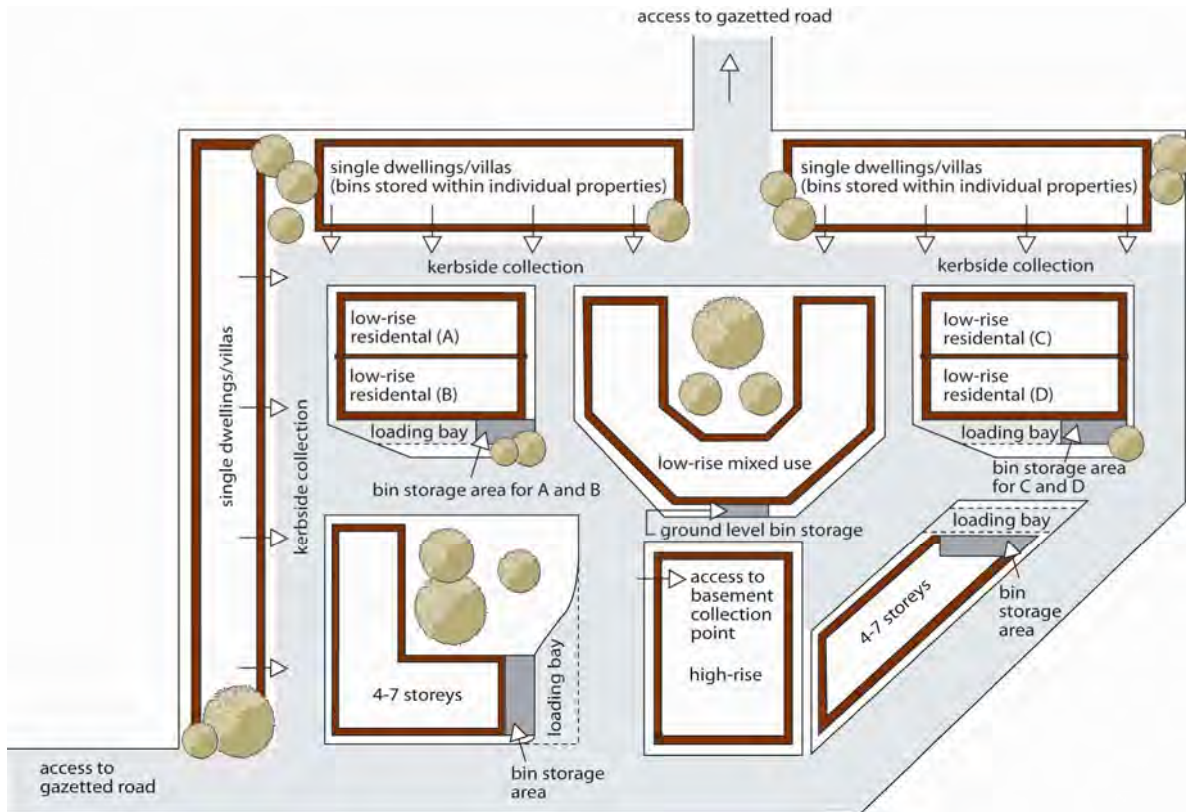 access to gazetted road
single dwellings/villas
(bins stored within individual properties)
single dwellings/villas
(bins stored within individual properties)
kerbside collection
kerbside collection
single dwellings/villas
kerbside collection
low-rise
residental (A)
low-rise
residental (B)
loading bay
bin storage area for A and B
low-rise mixed use
ground level bin storage
low-rise
residental (C)
low-rise
residental (D)
loading bay
bin storage area
for C and D
loading bay
bin
storage
area
4-7 storeys
access to
basement
collection
point
high-rise
4-7 storeys
loading bay
bin storage
area
access to
gazetted road